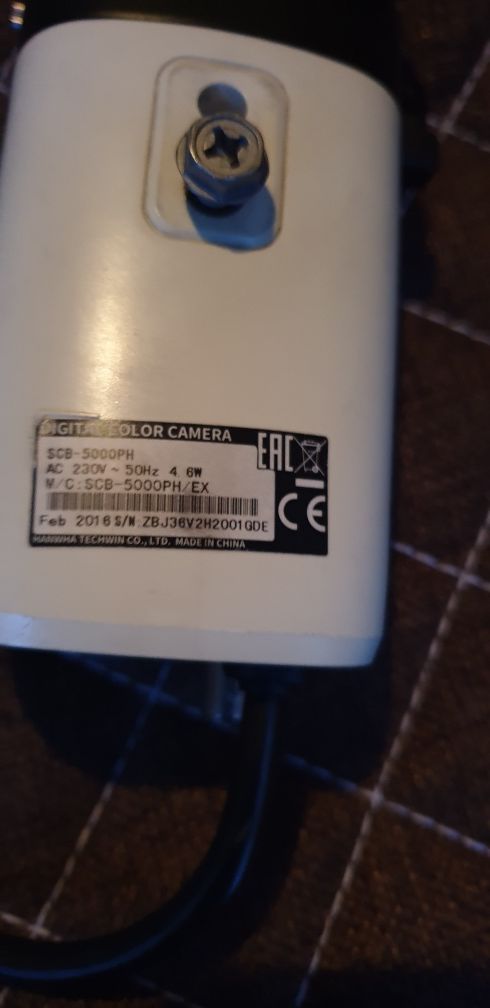 DIGITAL COLOR CAMERA
SCB-5000PH
AC 230V ~ 50Hz 4.6W
M/C:SCB-5000PH/EX
Feb 2016 S/N:ZBJ36V2H2001GDE
HANWHA TECHWIN CO., LTD. MADE IN CHINA
EAC
CE